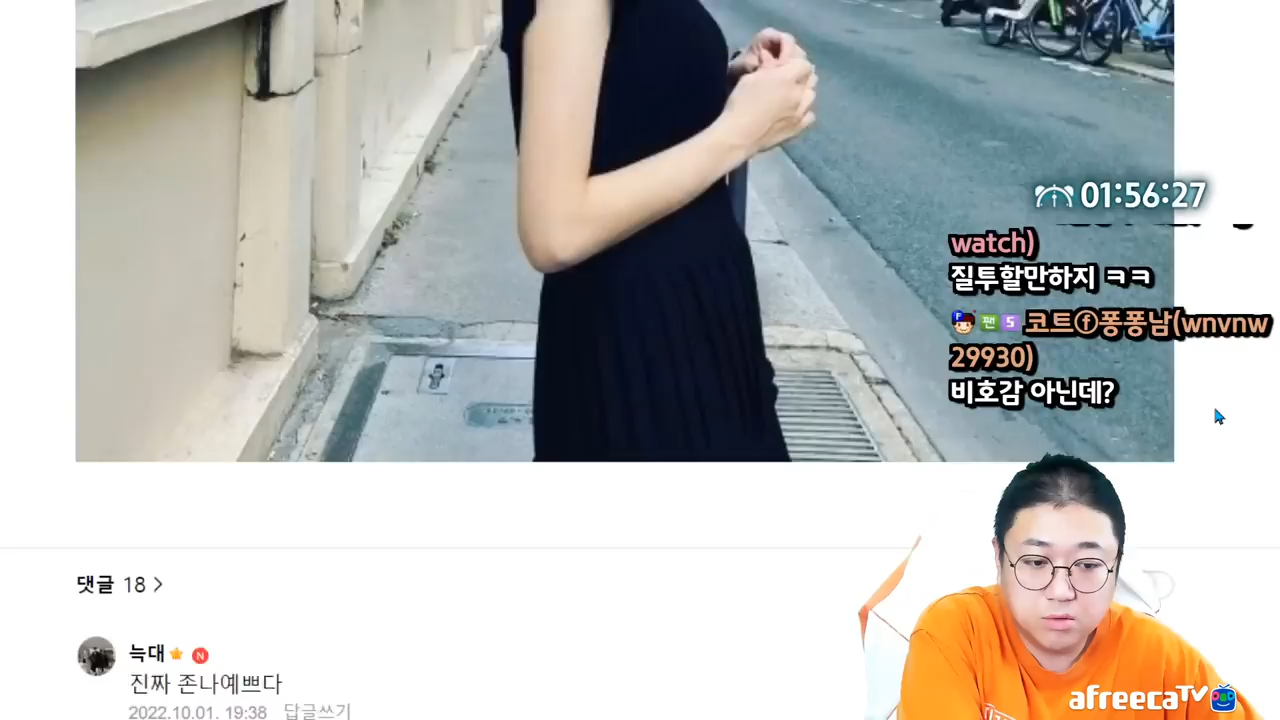 01:56:27
watch)
질투할만하지 ㅋㅋ
F 팬 S 코트ⓕ퐁퐁남(wnvnw
29930)
비호감 아닌데?
댓글 18 >
늑대 N
진짜 존나예쁘다
2022.10.01. 19:38 답글쓰기
afreecaTV